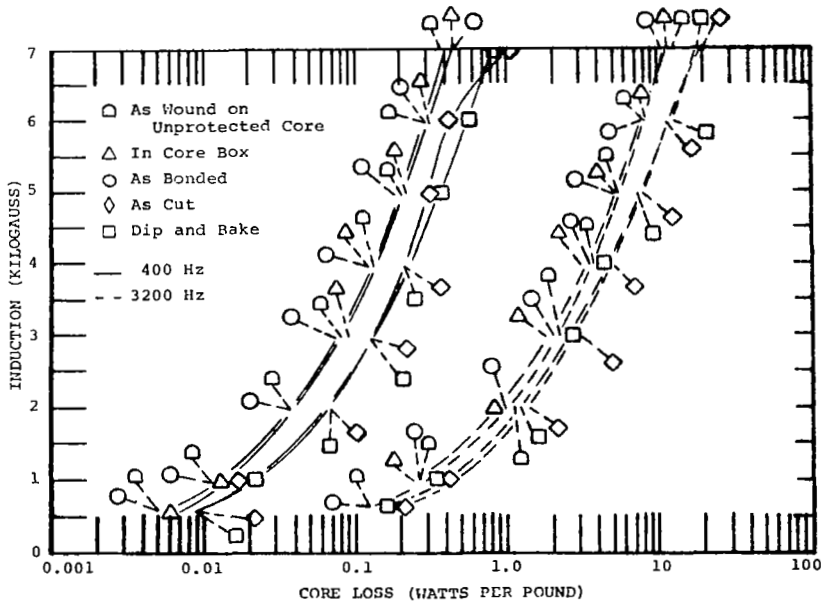 7
6
5
4
3
2
1
0
INDUCTION (KILOGAUSS)
As Wound on
Unprotected Core
In Core Box
As Bonded
As Cut
Dip and Bake
400 Hz
3200 Hz
0.001 0.01 0.1 1.0 10 100
CORE LOSS (WATTS PER POUND)